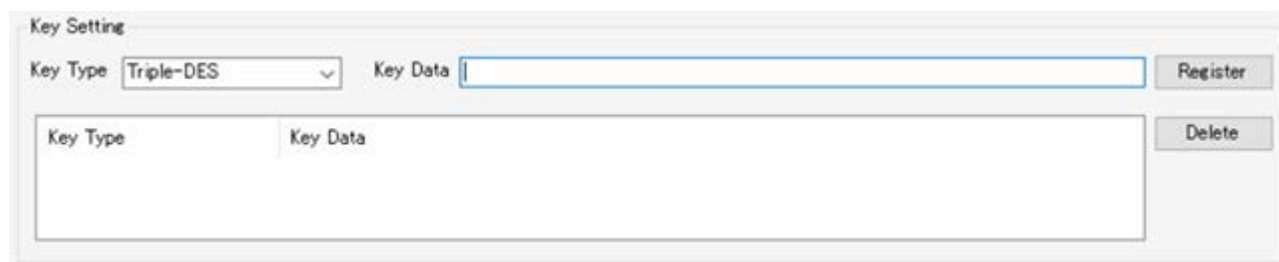 Key Setting
Key Type Triple-DES Key Data Register
Key Type Key Data Delete